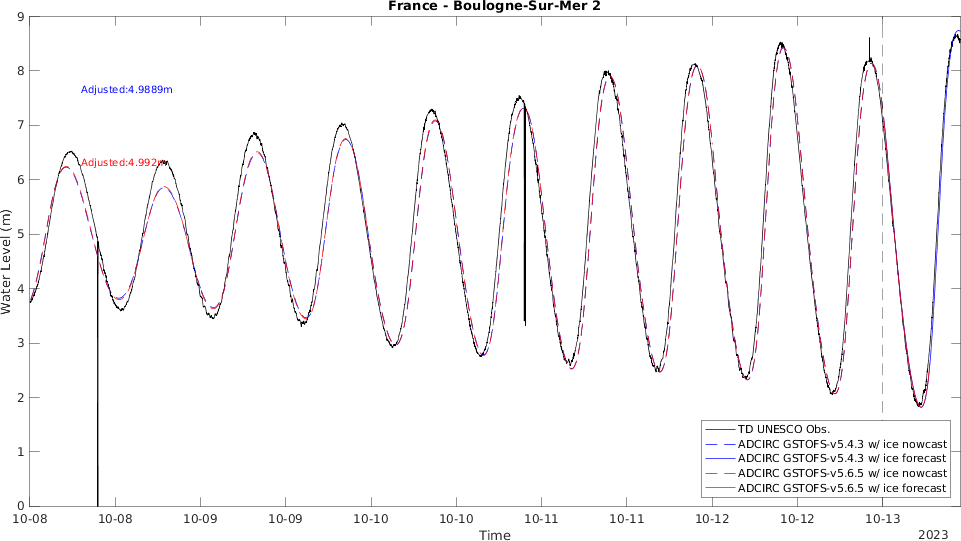 France - Boulogne-Sur-Mer 2
9
8
7
6
5
4
3
2
1
0
Water Level (m)
Adjusted:4.9889m
Adjusted:4.992m
TD UNESCO Obs.
ADCIRC GSTOFS-v5.4.3 w/ ice nowcast
ADCIRC GSTOFS-v5.4.3 w/ ice forecast
ADCIRC GSTOFS-v5.6.5 w/ ice nowcast
ADCIRC GSTOFS-v5.6.5 w/ ice forecast
10-08 10-08 10-09 10-09 10-10 10-10 10-11 10-11 10-12 10-12 10-13
Time
2023